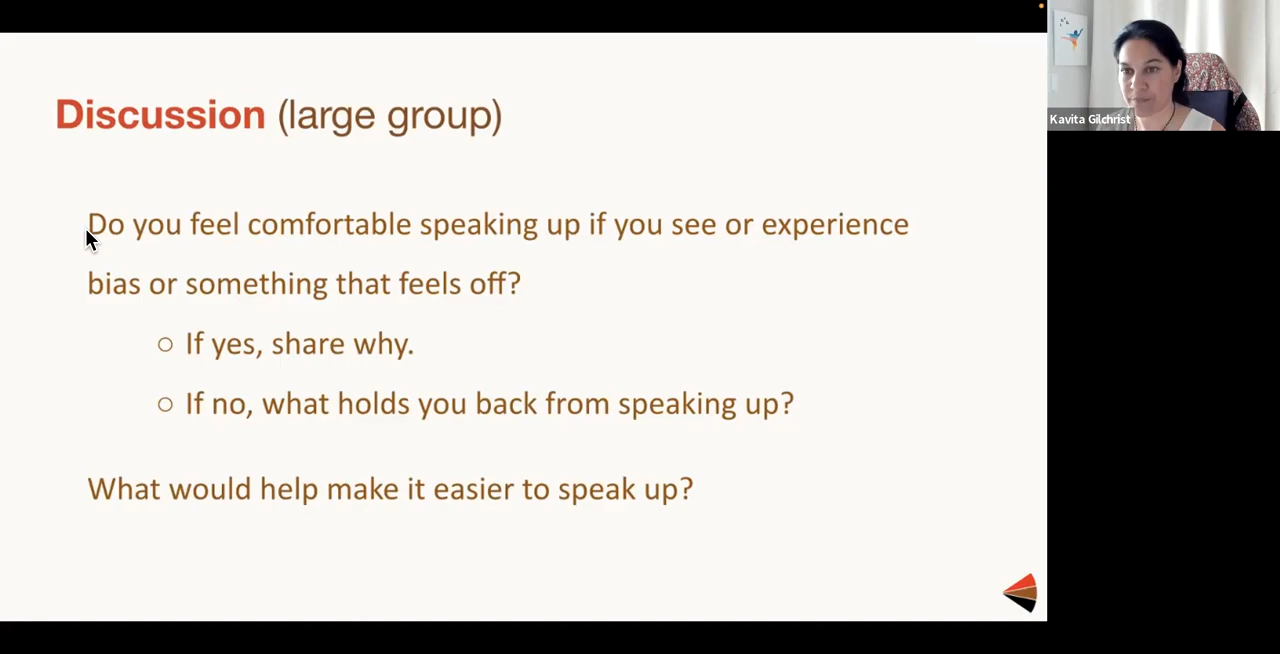 Discussion (large group)
Do you feel comfortable speaking up if you see or experience
bias or something that feels off?
○ If yes, share why.
○ If no, what holds you back from speaking up?
What would help make it easier to speak up?
Kavita Gilchrist